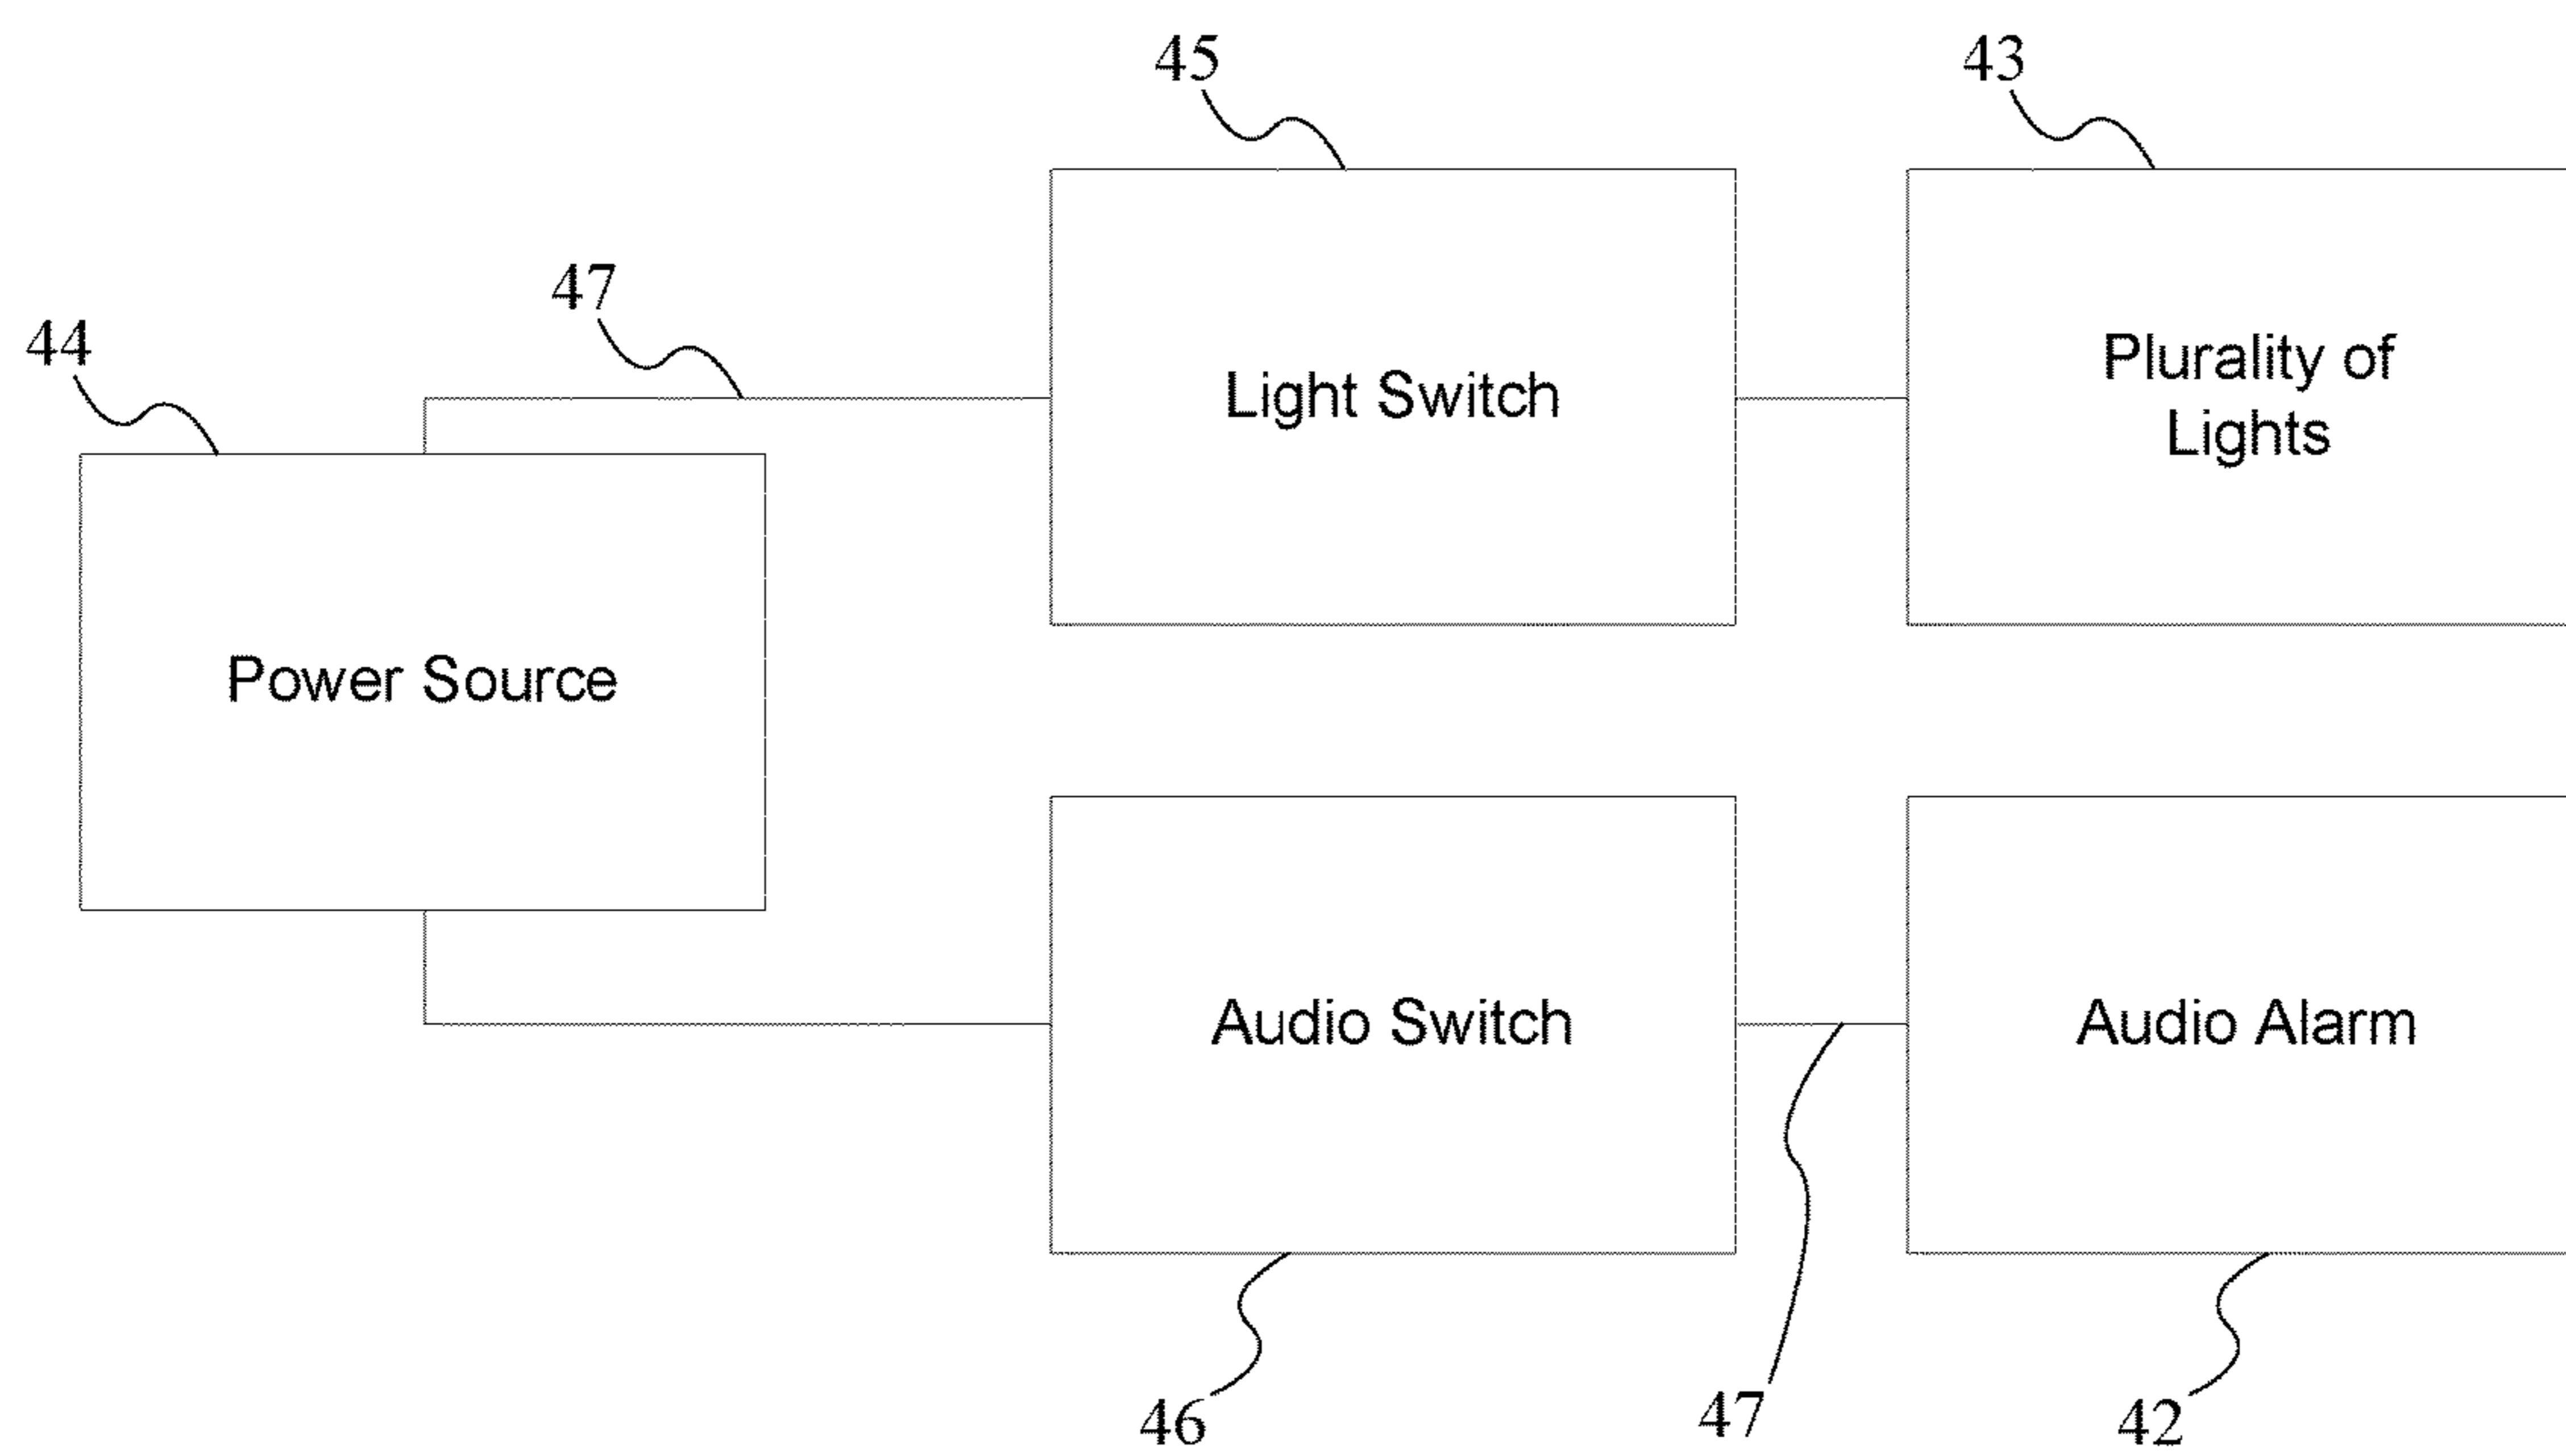 45
43
47
44
Light Switch
Plurality of
Lights
Power Source
Audio Switch
Audio Alarm
46
47
42